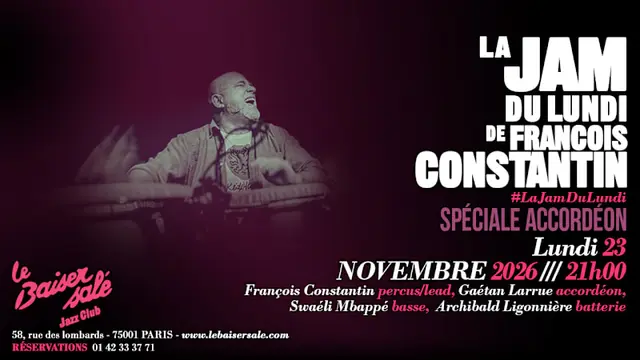 LA
JAM
DU LUNDI
DE FRANÇOIS
CONSTANTIN
#LaJamDuLundi
SPÉCIALE ACCORDÉON
Lundi 23
NOVEMBRE 2026 /// 21h00
François Constantin percus/lead, Gaétan Larrue accordéon,
Swaéli Mbappé basse, Archibald Ligonnière batterie
le
Baiser
salé
Jazz Club
58, rue des lombards - 75001 PARIS - www.lebaisersale.com
RÉSERVATIONS 01 42 33 37 71